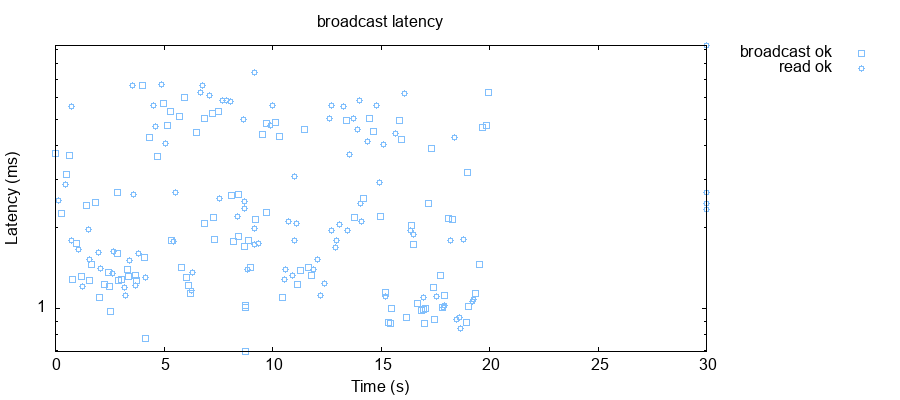 broadcast latency
broadcast ok
read ok
Latency (ms)
1
0 5 10 15 20 25 30
Time (s)